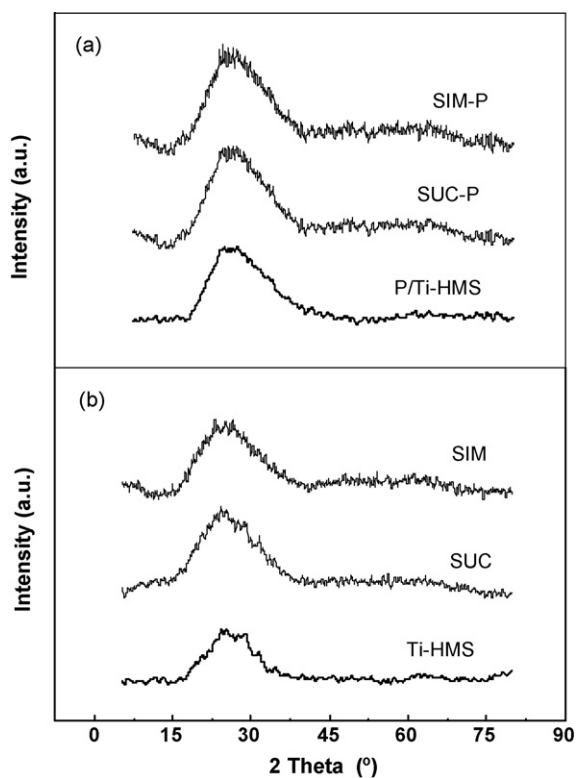 (a)
SIM-P
SUC-P
P/Ti-HMS
Intensity (a.u.)
(b)
SIM
SUC
Ti-HMS
Intensity (a.u.)
0 15 30 45 60 75 90
2 Theta (º)